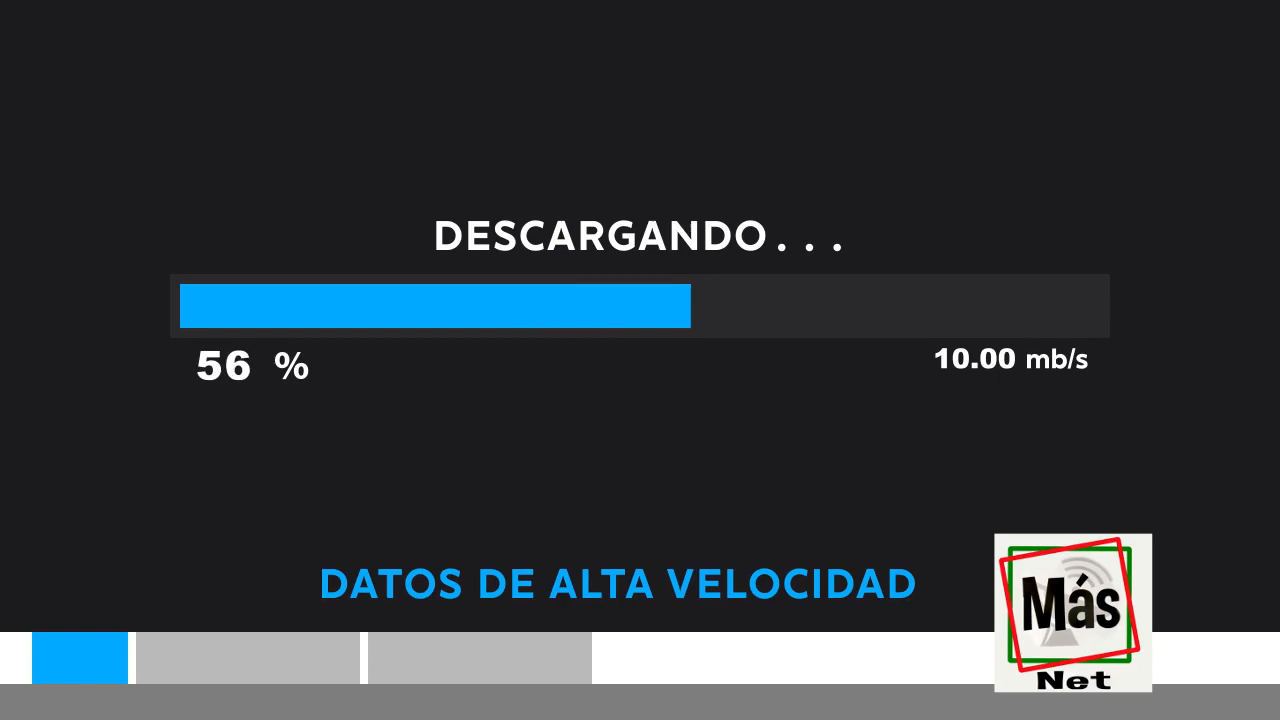 DESCARGANDO...
56 %
10.00 mb/s
DATOS DE ALTA VELOCIDAD
Más
Net